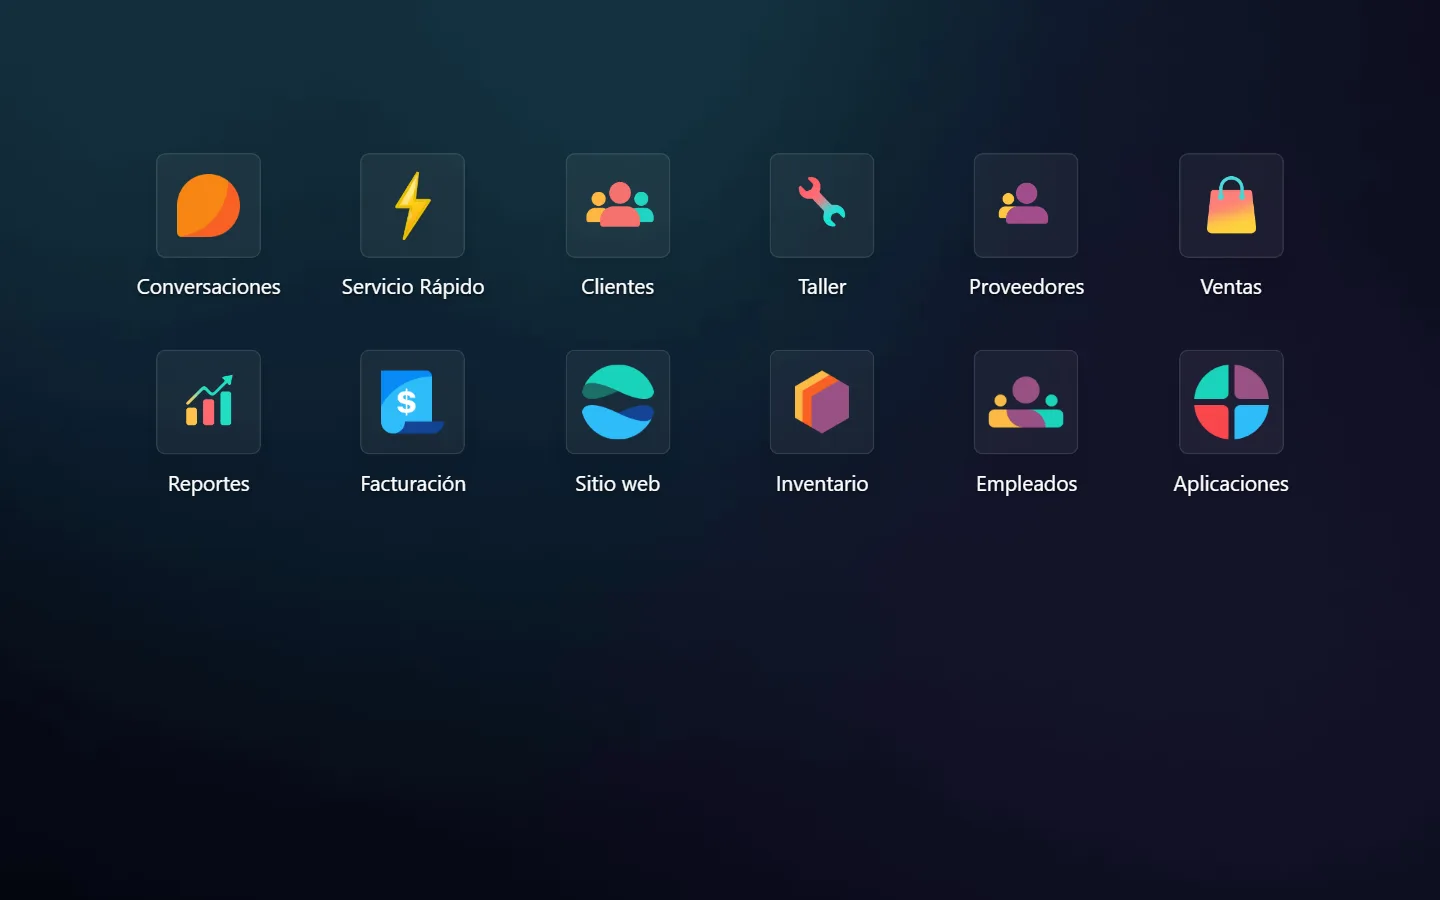 Conversaciones
Servicio Rápido
Clientes
Taller
Proveedores
Ventas
Reportes
$
Facturación
Sitio web
Inventario
Empleados
Aplicaciones